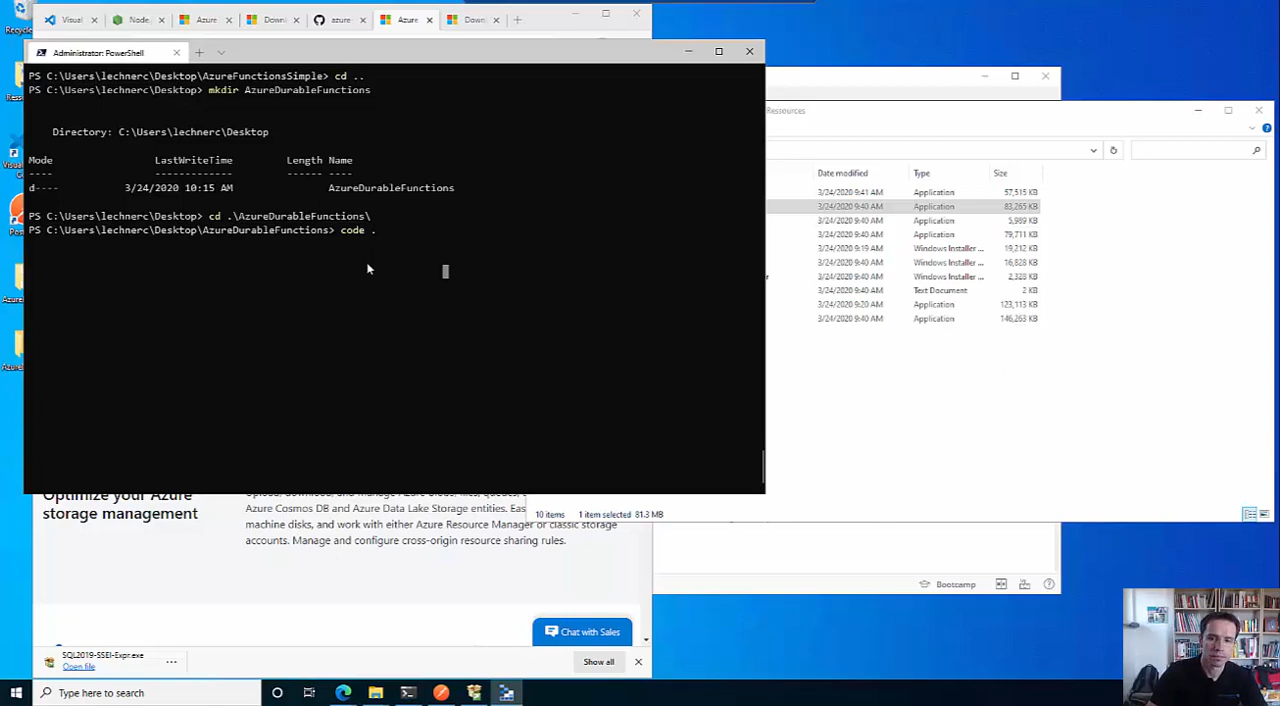 Recycle
Visual
Node.
Azure
Downl
azure-
Azure
Downl
Administrator: PowerShell
PS C:\Users\lechnerc\Desktop\AzureFunctionsSimple> cd ..
PS C:\Users\lechnerc\Desktop> mkdir AzureDurableFunctions
Directory: C:\Users\lechnerc\Desktop
Mode LastWriteTime Length Name
---- ------------- ------ ----
d---- 3/24/2020 10:15 AM AzureDurableFunctions
PS C:\Users\lechnerc\Desktop> cd .\AzureDurableFunctions\
PS C:\Users\lechnerc\Desktop\AzureDurableFunctions> code .
Ressources
Date modified Type Size
3/24/2020 9:41 AM Application 57,515 KB
3/24/2020 9:40 AM Application 83,265 KB
3/24/2020 9:40 AM Application 5,989 KB
3/24/2020 9:40 AM Application 79,711 KB
3/24/2020 9:19 AM Windows Installer ... 19,212 KB
3/24/2020 9:40 AM Windows Installer ... 16,828 KB
3/24/2020 9:40 AM Windows Installer ... 2,328 KB
3/24/2020 9:40 AM Text Document 2 KB
3/24/2020 9:20 AM Application 123,113 KB
3/24/2020 9:40 AM Application 146,263 KB
10 items 1 item selected 81.3 MB
Optimize your Azure
storage management
Azure Cosmos DB and Azure Data Lake Storage entities.
machine disks, and work with either Azure Resource Manager or classic storage
accounts. Manage and configure cross-origin resource sharing rules.
Bootcamp
Chat with Sales
SQL2019-SSEI-Expr.exe
Open file
Show all
Type here to search